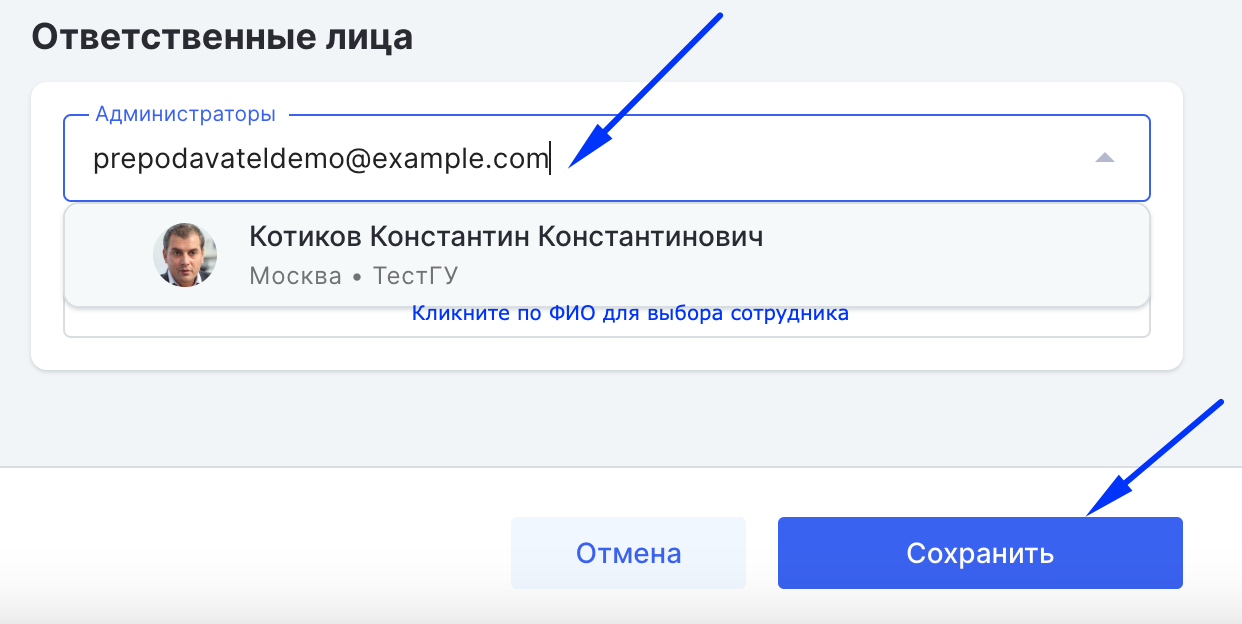 Ответственные лица
Администраторы
prepodavateldemo@example.com
Котиков Константин Константинович
Москва • ТестГУ
Кликните по ФИО для выбора сотрудника
Отмена
Сохранить